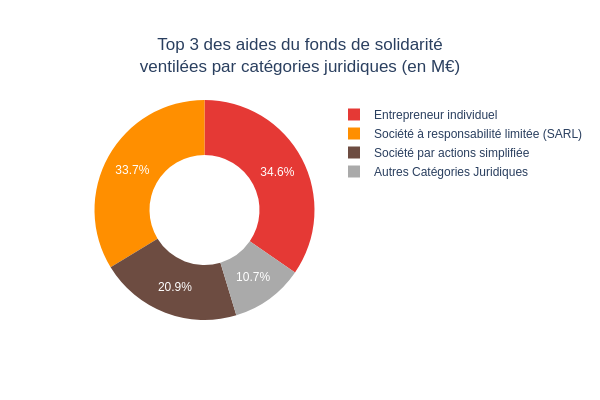 Top 3 des aides du fonds de solidarité
ventilées par catégories juridiques (en M€)
Entrepreneur individuel
Société à responsabilité limitée (SARL)
Société par actions simplifiée
Autres Catégories Juridiques
33.7%
34.6%
20.9%
10.7%